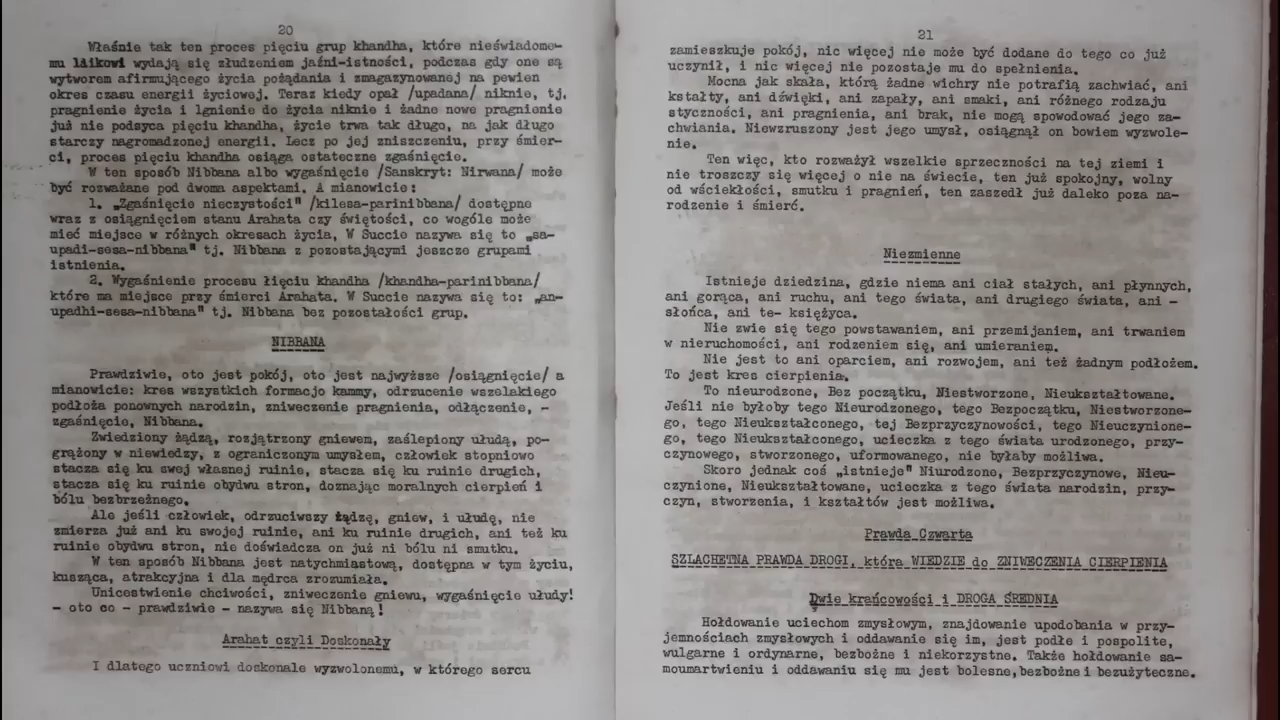 20
Właśnie tak ten proces pięciu grup khandha, które nieświadome-
mu laikowi wydają się złudzeniem jaźni-istności, podczas gdy one są
wytworem afirmującego życia pożądania i zmagazynowanej na pewien
okres czasu energii życiowej. Teraz kiedy opał /upadana/ niknie, tj.
pragnienie życia i lgnienie do życia niknie i żadne nowe pragnienie
już nie podsyca pięciu khandha, życie trwa tak długo, na jak długo
starczy nagromadzonej energii. Lecz po jej zniszczeniu, przy śmier-
ci, proces pięciu khandha osiąga ostateczne zgaśnięcie.
W ten sposób Nibbana albo wygaśnięcie /Sanskryt: Nirwana/ może
być rozważane pod dwoma aspektami. A mianowicie:
1. „Zgaśnięcie nieczystości" /kilesa-parinibbana/ dostępne
wraz z osiągnięciem stanu Arahata czy świętości, co wogóle może
mieć miejsce w różnych okresach życia, W Succie nazywa się to „sa-
upadi-sesa-nibbana" tj. Nibbana z pozostającymi jeszcze grupami
istnienia.
2. Wygaśnienie procesu łięciu khandha /khandha-parinibbana/
które ma miejsce przy śmierci Arahata. W Succie nazywa się to: „an-
upadhi-sesa-nibbana" tj. Nibbana bez pozostałości grup.
NIBBANA
Prawdziwie, oto jest pokój, oto jest najwyższe /osiągnięcie/ a
mianowicie: kres wszystkich formacje kammy, odrzucenie wszelakiego
podłoża ponownych narodzin, zniweczenie pragnienia, odłączenie, -
zgaśnięcie, Nibbana.
Zwiedziony żądzą, rozjątrzony gniewem, zaślepiony ułudą, po-
grążony w niewiedzy, z ograniczonym umysłem, człowiek stopniowo
stacza się ku swej własnej ruinie, stacza się ku ruinie drugich,
stacza się ku ruinie obydwu stron, doznając moralnych cierpień i
bólu bezbrzeżnego.
Ale jeśli człowiek, odrzuciwszy żądzę, gniew, i ułudę, nie
zmierza już ani ku swojej ruinie, ani ku ruinie drugich, ani też ku
ruinie obydwu stron, nie doświadcza on już ni bólu ni smutku.
W ten sposób Nibbana jest natychmiastową, dostępna w tym życiu,
kusząca, atrakcyjna i dla mędrca zrozumiała.
Unicestwienie chciwości, zniweczenie gniewu, wygaśnięcie ułudy!
- oto co - prawdziwie - nazywa się Nibbaną!
Arahat czyli Doskonały
I dlatego uczniowi doskonale wyzwolonemu, w którego sercu
21
zamieszkuje pokój, nic więcej nie może być dodane do tego co już
uczynił, i nic więcej nie pozostaje mu do spełnienia.
Mocna jak skała, którą żadne wichry nie potrafią zachwiać, ani
kstałty, ani dźwięki, ani zapały, ani smaki, ani różnego rodzaju
styczności, ani pragnienia, ani brak, nie mogą spowodować jego za-
chwiania. Niewzruszony jest jego umysł, osiągnął on bowiem wyzwole-
nie.
Ten więc, kto rozważył wszelkie sprzeczności na tej ziemi i
nie troszczy się więcej o nie na świecie, ten już spokojny, wolny
od wściekłości, smutku i pragnień, ten zaszedł już daleko poza na-
rodzenie i śmierć.
Niezmienne
Istnieje dziedzina, gdzie niema ani ciał stałych, ani płynnych,
ani gorąca, ani ruchu, ani tego świata, ani drugiego świata, ani -
słońca, ani te- księżyca.
Nie zwie się tego powstawaniem, ani przemijaniem, ani trwaniem
w nieruchomości, ani rodzeniem się, ani umieraniem.
Nie jest to ani oparciem, ani rozwojem, ani też żadnym podłożem.
To jest kres cierpienia.
To nieurodzone, Bez początku, Niestworzone, Nieukształtowane.
Jeśli nie byłoby tego Nieurodzonego, tego Bezpoczątku, Niestworzone-
go, tego Nieukształconego, tej Bezprzyczynowości, tego Nieuczynione-
go, tego Nieukształconego, ucieczka z tego świata urodzonego, przy-
czynowego, stworzonego, uformowanego, nie byłaby możliwa.
Skoro jednak coś „istnieje" Niurodzone, Bezprzyczynowe, Nieu-
czynione, Nieukształtowane, ucieczka z tego świata narodzin, przy-
czyn, stworzenia, i kształtów jest możliwa.
Prawda Czwarta
SZLACHETNA PRAWDA DROGI, która WIEDZIE do ZNIWECZENIA CIERPIENIA
Dwie krańcowości i DROGA ŚREDNIA
Hołdowanie uciechom zmysłowym, znajdowanie upodobania w przy-
jemnościach zmysłowych i oddawanie się im, jest podłe i pospolite,
wulgarne i ordynarne, bezbożne i niekorzystne. Także hołdowanie sa-
moumartwieniu i oddawaniu się mu jest bolesne,bezbożne i bezużyteczne.